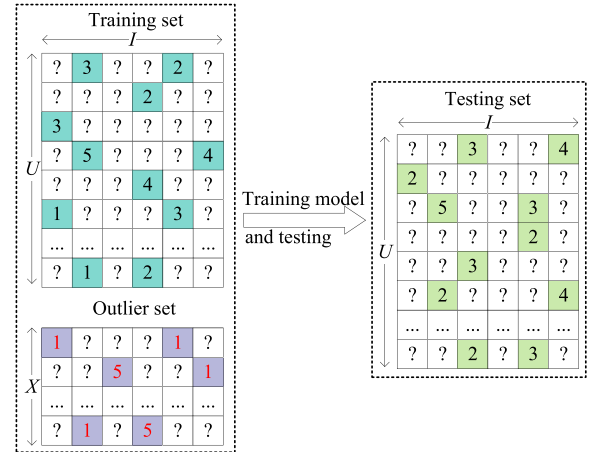 Training set
I
U
? 3 ? ? 2 ?
? ? ? 2 ? ?
3 ? ? ? ? ?
? 5 ? ? ? 4
? ? ? 4 ? ?
1 ? ? ? 3 ?
... ... ... ... ... ...
? 1 ? 2 ? ?
Outlier set
X
1 ? ? ? 1 ?
? ? 5 ? ? 1
... ... ... ... ... ...
? 1 ? 5 ? ?
Training model
and testing
Testing set
I
U
? ? 3 ? ? 4
2 ? ? ? ? ?
? 5 ? ? 3 ?
? ? ? ? 2 ?
? ? 3 ? ? ?
? 2 ? ? ? 4
... ... ... ... ... ...
? ? 2 ? 3 ?